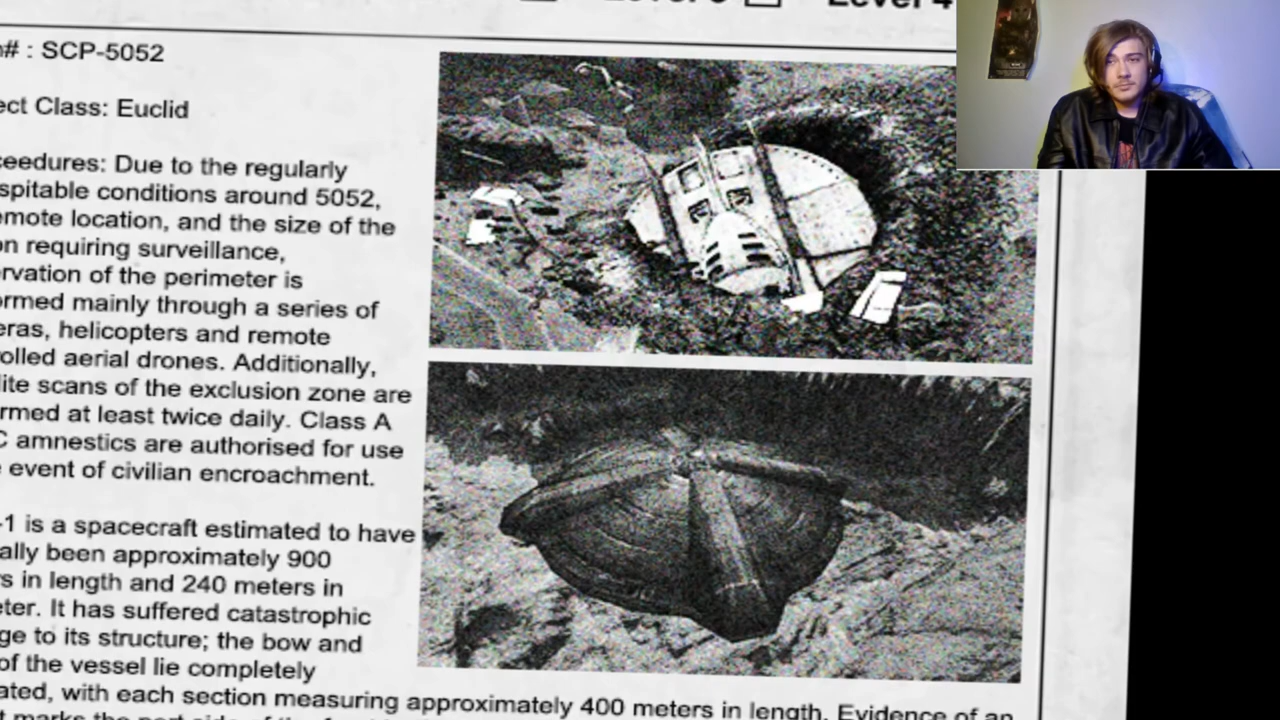 Level 4
# : SCP-5052
ect Class: Euclid
ceedures: Due to the regularly
spitable conditions around 5052,
emote location, and the size of the
on requiring surveillance,
rvation of the perimeter is
ormed mainly through a series of
eras, helicopters and remote
olled aerial drones. Additionally,
lite scans of the exclusion zone are
rmed at least twice daily. Class A
C amnestics are authorised for use
event of civilian encroachment.
-1 is a spacecraft estimated to have
ally been approximately 900
s in length and 240 meters in
eter. It has suffered catastrophic
ge to its structure; the bow and
of the vessel lie completely
ated, with each section measuring approximately 400 meters in length. Evidence of an